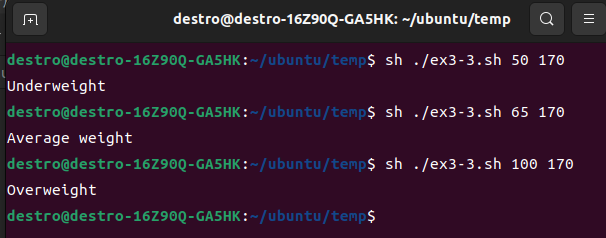 destro@destro-16Z90Q-GA5HK: ~/ubuntu/temp
destro@destro-16Z90Q-GA5HK:~/ubuntu/temp$ sh ./ex3-3.sh 50 170
Underweight
destro@destro-16Z90Q-GA5HK:~/ubuntu/temp$ sh ./ex3-3.sh 65 170
Average weight
destro@destro-16Z90Q-GA5HK:~/ubuntu/temp$ sh ./ex3-3.sh 100 170
Overweight
destro@destro-16Z90Q-GA5HK:~/ubuntu/temp$